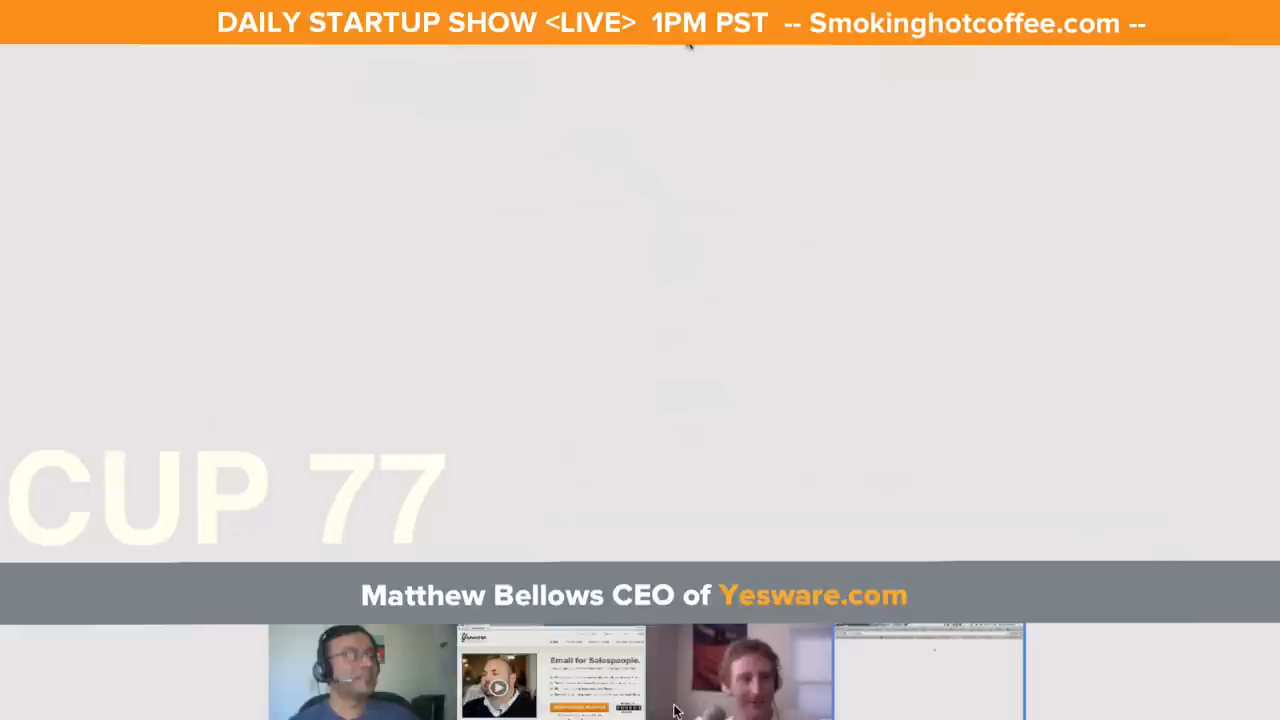 DAILY STARTUP SHOW <LIVE> 1PM PST -- Smokinghotcoffee.com --
CUP 77
Matthew Bellows CEO of Yesware.com
Yesware
Email for Salespeople.